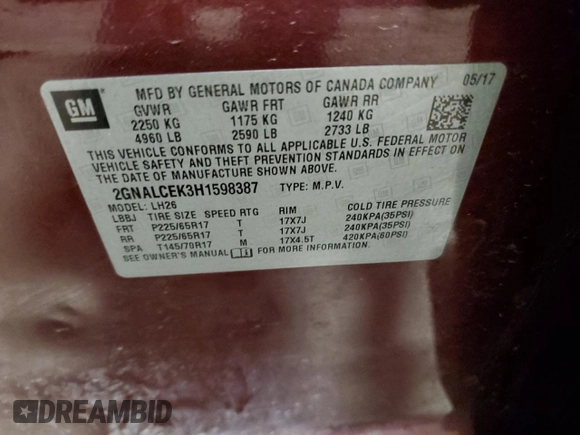 MFD BY GENERAL MOTORS OF CANADA COMPANY 05/17
GM
GVWR GAWR FRT GAWR RR
2250 KG 1175 KG 1240 KG
4960 LB 2590 LB 2733 LB
THIS VEHICLE CONFORMS TO ALL APPLICABLE U.S. FEDERAL MOTOR
VEHICLE SAFETY AND THEFT PREVENTION STANDARDS IN EFFECT ON
THE DATE OF MANUFACTURE SHOWN ABOVE.
2GNALCEK3H1598387 TYPE: M.P.V.
MODEL: LH26
LBBJ TIRE SIZE SPEED RTG RIM COLD TIRE PRESSURE
FRT P225/65R17 T 17X7J 240KPA(35PSI)
RR P225/65R17 T 17X7J 240KPA(35PSI)
SPA T145/70R17 M 17X4.5T 420KPA(60PSI)
SEE OWNER'S MANUAL FOR MORE INFORMATION.
DREAMBID